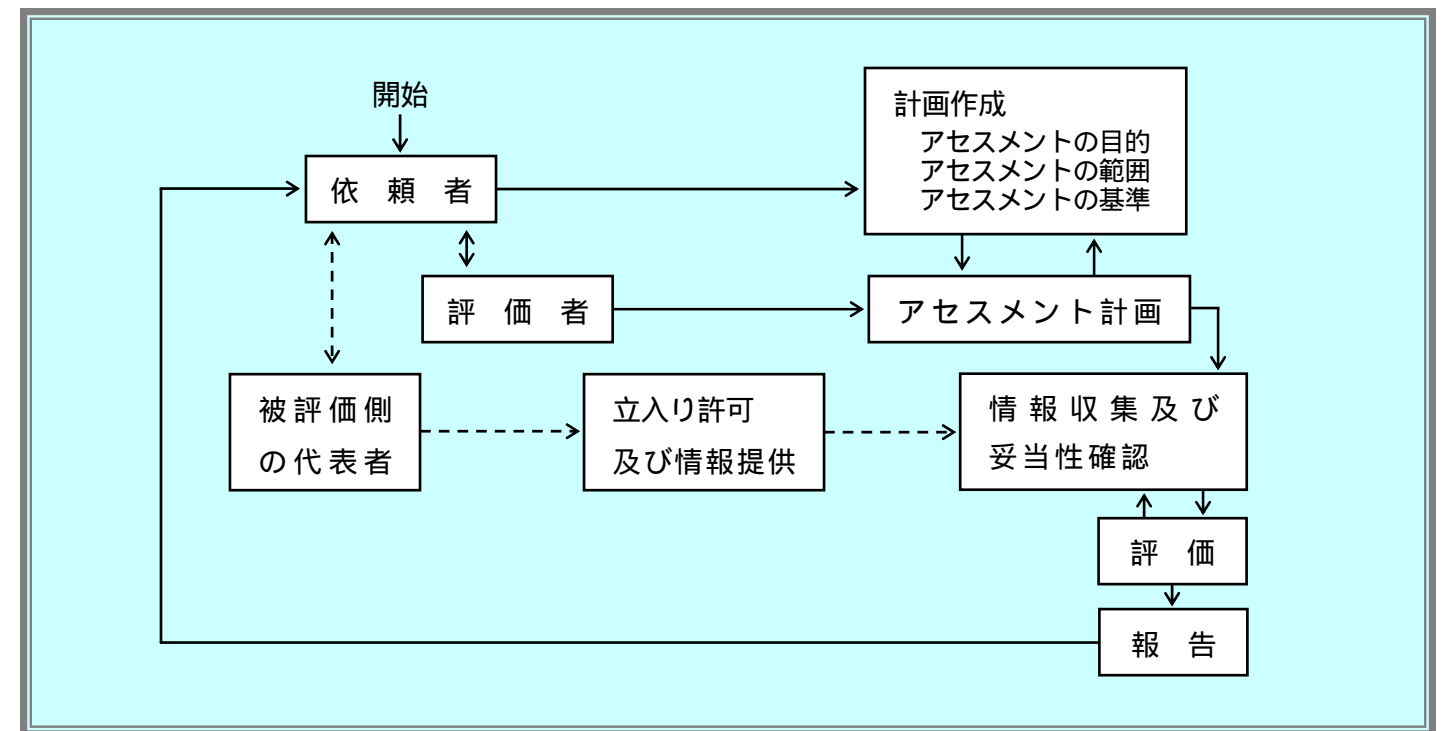 開始
計画作成
アセスメントの目的
アセスメントの範囲
アセスメントの基準
依頼者
評価者
アセスメント計画
被評価側
の代表者
立入り許可
及び情報提供
情報収集及び
妥当性確認
評価
報告